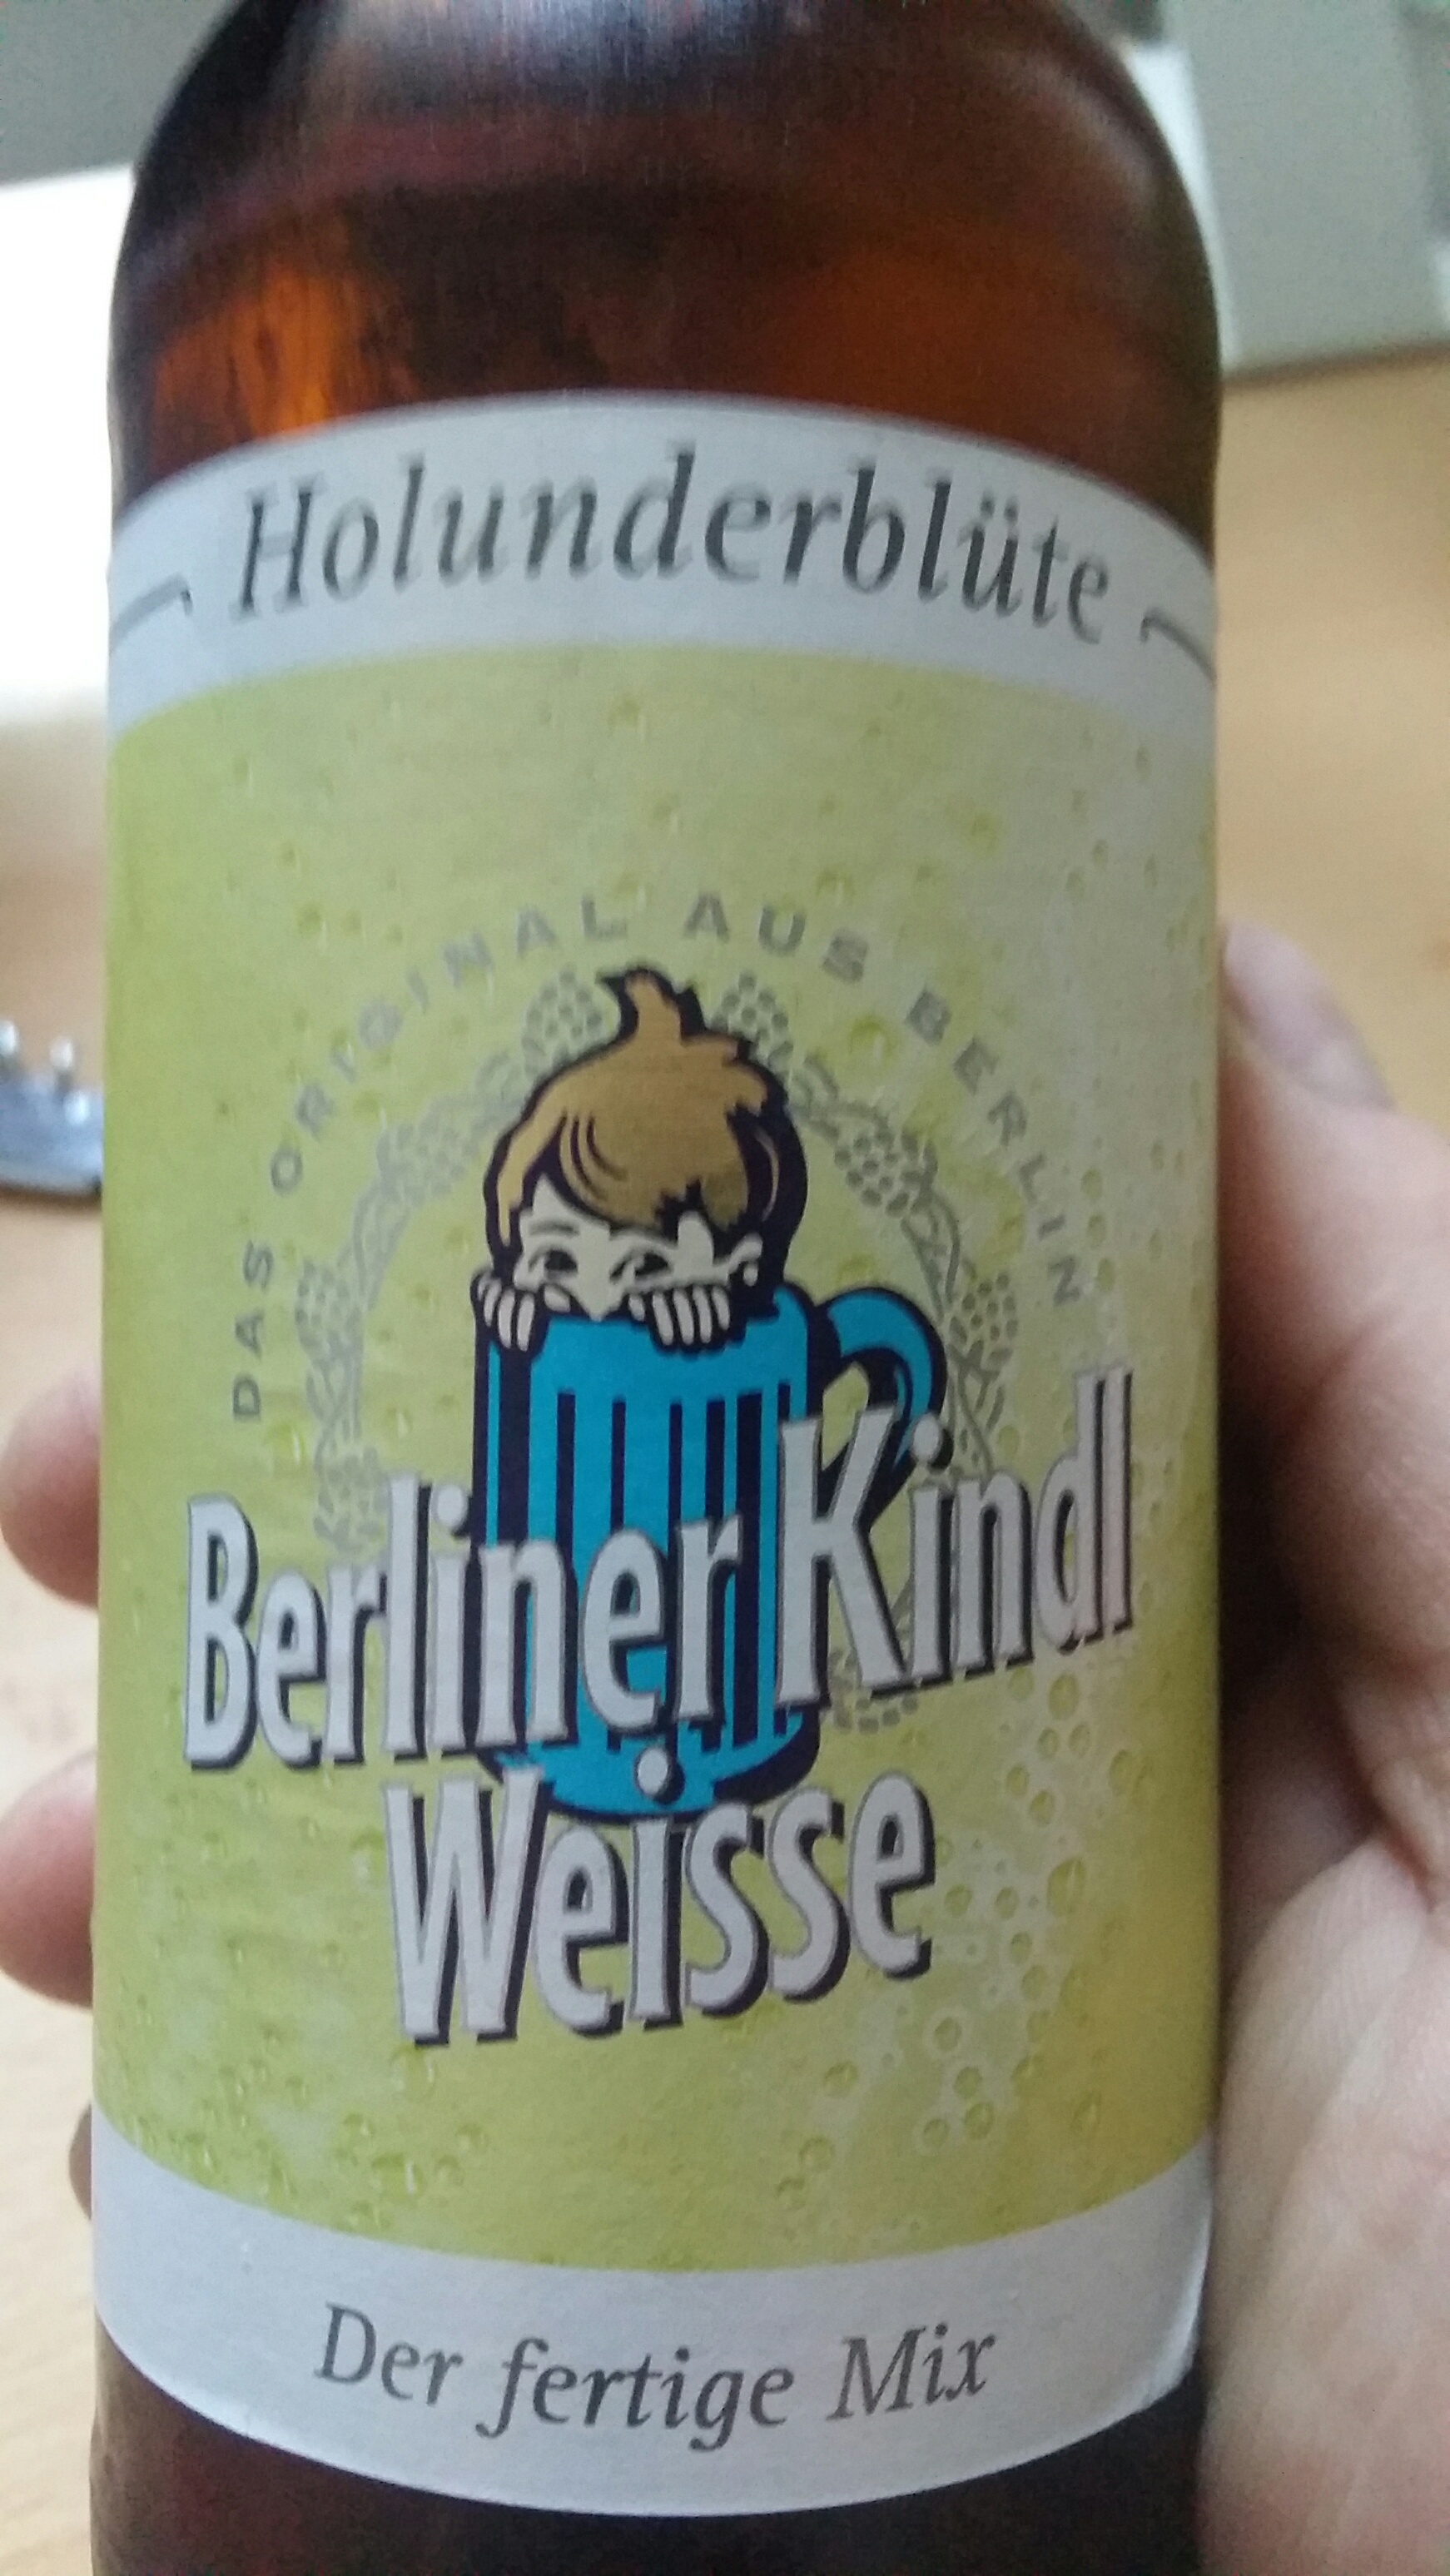 Holunderblüte
DAS ORIGINAL AUS BERLIN
Berliner Kindl
Weisse
Der fertige Mix